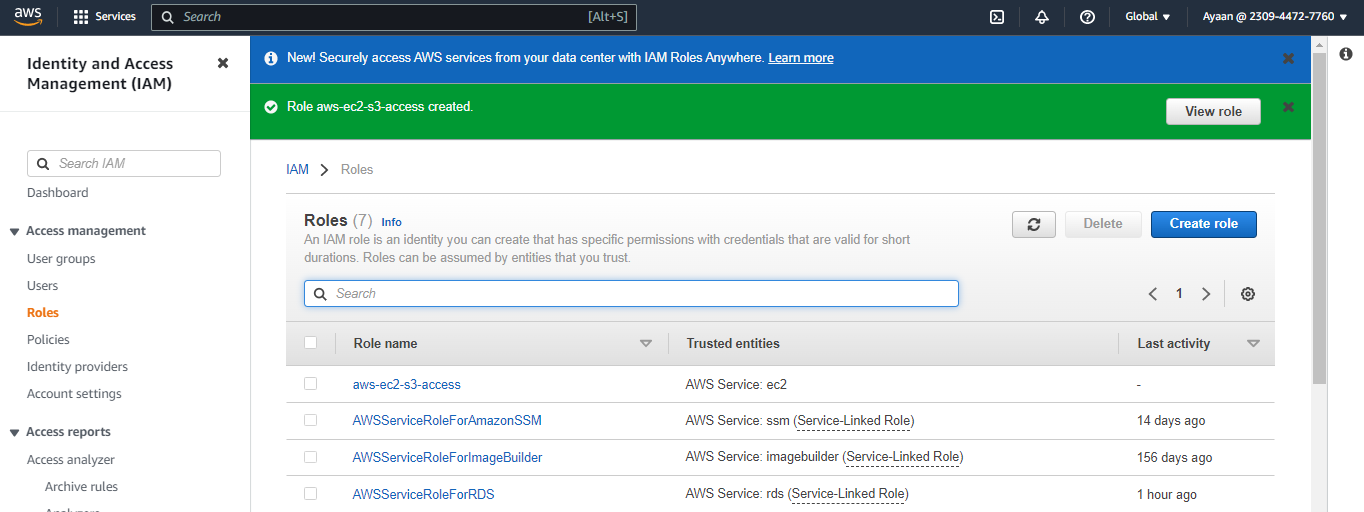 aws
Services
Search
[Alt+S]
Global
Ayaan @ 2309-4472-7760
Identity and Access
Management (IAM)
Search IAM
Dashboard
Access management
User groups
Users
Roles
Policies
Identity providers
Account settings
Access reports
Access analyzer
Archive rules
Analyzers
New! Securely access AWS services from your data center with IAM Roles Anywhere. Learn more
Role aws-ec2-s3-access created.
View role
IAM
Roles
Roles (7) Info
An IAM role is an identity you can create that has specific permissions with credentials that are valid for short
durations. Roles can be assumed by entities that you trust.
Delete
Create role
Search
1
Role name Trusted entities Last activity
aws-ec2-s3-access AWS Service: ec2 -
AWSServiceRoleForAmazonSSM AWS Service: ssm (Service-Linked Role) 14 days ago
AWSServiceRoleForImageBuilder AWS Service: imagebuilder (Service-Linked Role) 156 days ago
AWSServiceRoleForRDS AWS Service: rds (Service-Linked Role) 1 hour ago